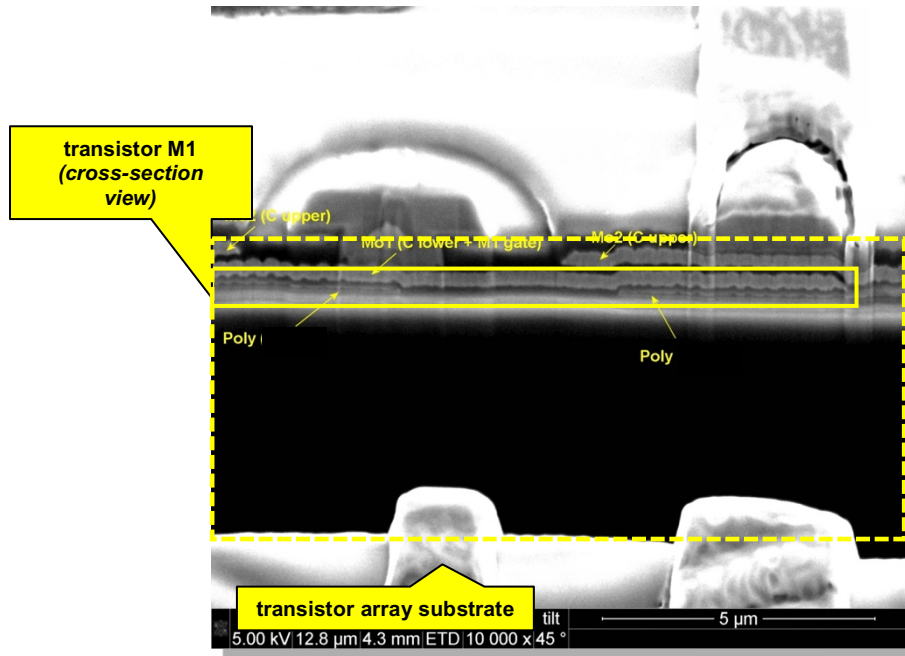 transistor M1
(cross-section
view)
(C upper)
Mo1 (C lower + M1 gate)
Mo2 (C upper)
Poly (
Poly
transistor array substrate
tilt
5 µm
5.00 kV 12.8 µm 4.3 mm ETD 10 000 x 45 °